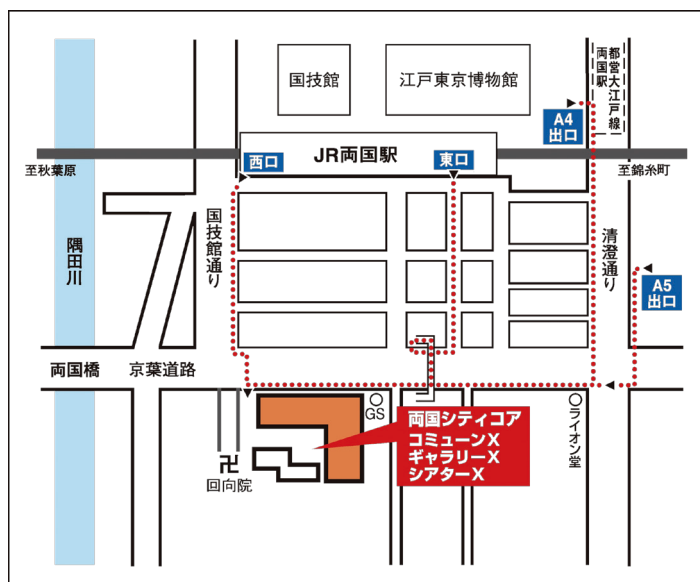 国技館
江戸東京博物館
都営大江戸線
両国駅
A4
出口
西口
JR両国駅
東口
至秋葉原
至錦糸町
隅田川
国技館通り
清澄通り
A5
出口
両国橋
京葉道路
GS
両国シティコア
コミューンX
ギャラリーX
シアターX
ライオン堂
卍
回向院